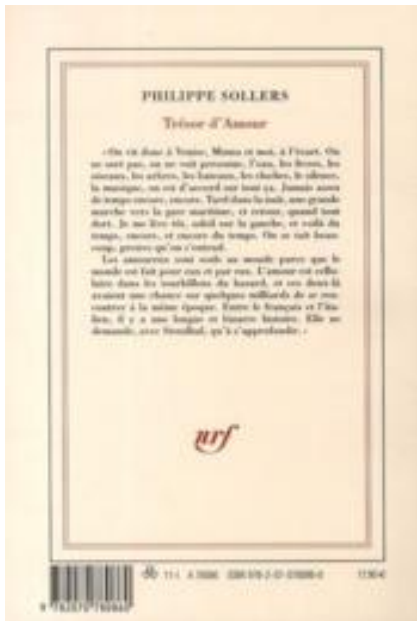 PHILIPPE SOLLERS
Trésor d'Amour
« On vit donc à Venise, Minna et moi, à l'écart. On
ne sort pas, on ne voit personne, l'eau, les livres, les
oiseaux, les arbres, les bateaux, les cloches, le silence,
la musique, on est d'accord sur tout ça. Jamais assez
de temps encore, encore. Tard dans la nuit, une grande
marche vers la gare maritime, et retour, quand tout
dort. Je me lève tôt, soleil sur la gauche, et voilà du
temps, encore, et encore du temps. On se tait beau-
coup, preuve qu'on s'entend.
Les amoureux sont seuls au monde parce que le
monde est fait pour eux et par eux. L'amour est cellu-
laire dans les tourbillons du hasard, et ces deux-là
avaient une chance sur quelques milliards de se ren-
contrer à la même époque. Entre le français et l'ita-
lien, il y a une longue et bizarre histoire. Elle ne
demande, avec Stendhal, qu'à s'approfondir. »
nrf